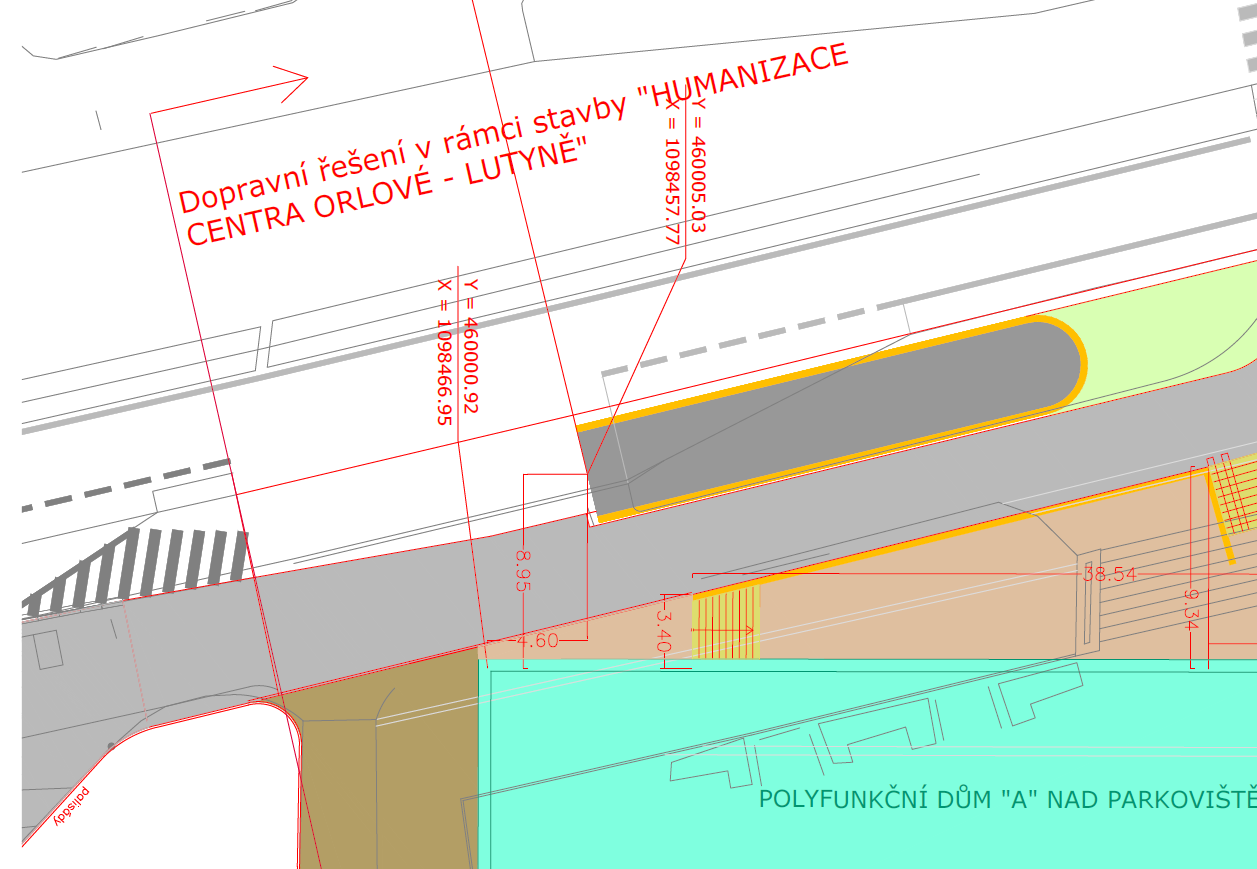 Dopravní řešení v rámci stavby "HUMANIZACE
CENTRA ORLOVÉ - LUTYNĚ"
Y = 460005.03
X = 1098457.77
Y = 460000.92
X = 1098466.95
8.95
38.54
9.34
3.40
4.60
palisády
POLYFUNKČNÍ DŮM "A" NAD PARKOVIŠTĚ